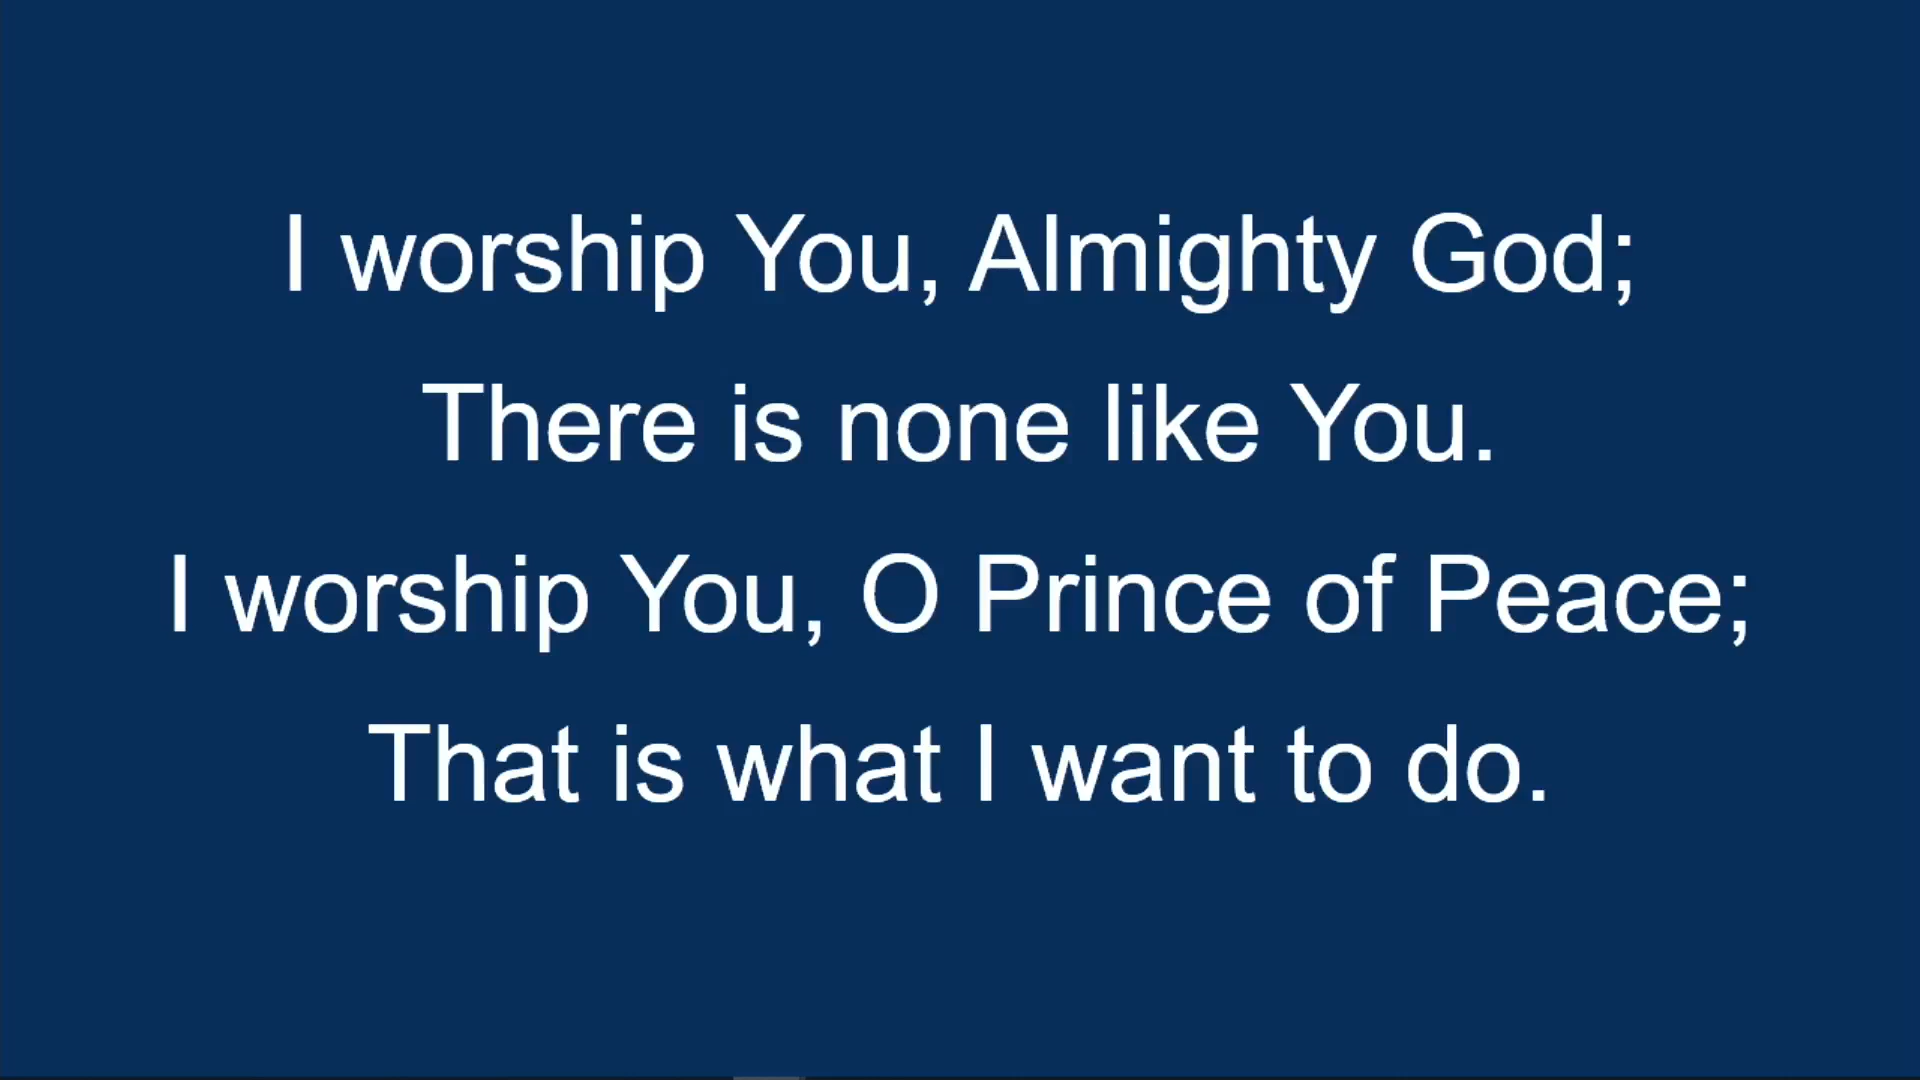 I worship You, Almighty God;
There is none like You.
I worship You, O Prince of Peace;
That is what I want to do.